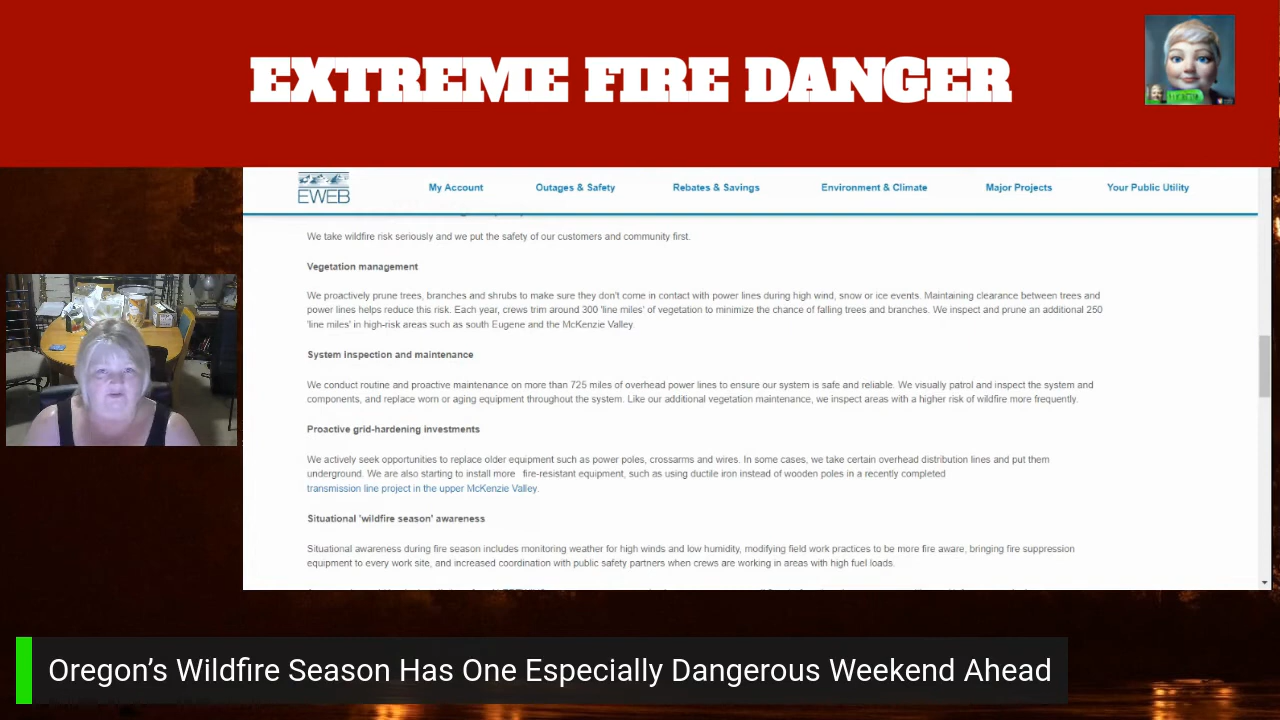 EXTREME FIRE DANGER
EWEB
My Account
Outages & Safety
Rebates & Savings
Environment & Climate
Major Projects
Your Public Utility
We take wildfire risk seriously and we put the safety of our customers and community first.
Vegetation management
We proactively prune trees, branches and shrubs to make sure they don't come in contact with power lines during high wind, snow or ice events. Maintaining clearance between trees and
power lines helps reduce this risk. Each year, crews trim around 300 'line miles' of vegetation to minimize the chance of falling trees and branches. We inspect and prune an additional 250
'line miles' in high-risk areas such as south Eugene and the McKenzie Valley.
System inspection and maintenance
We conduct routine and proactive maintenance on more than 725 miles of overhead power lines to ensure our system is safe and reliable. We visually patrol and inspect the system and
components, and replace worn or aging equipment throughout the system. Like our additional vegetation maintenance, we inspect areas with a higher risk of wildfire more frequently.
Proactive grid-hardening investments
We actively seek opportunities to replace older equipment such as power poles, crossarms and wires. In some cases, we take certain overhead distribution lines and put them
underground. We are also starting to install more fire-resistant equipment, such as using ductile iron instead of wooden poles in a recently completed
transmission line project in the upper McKenzie Valley.
Situational 'wildfire season' awareness
Situational awareness during fire season includes monitoring weather for high winds and low humidity, modifying field work practices to be more fire aware, bringing fire suppression
equipment to every work site, and increased coordination with public safety partners when crews are working in areas with high fuel loads.
Oregon’s Wildfire Season Has One Especially Dangerous Weekend Ahead